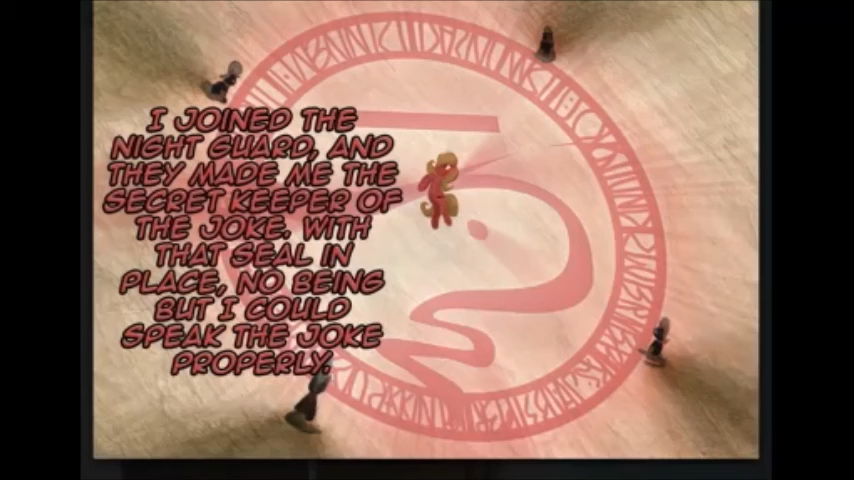 I JOINED THE
NIGHT GUARD, AND
THEY MADE ME THE
SECRET KEEPER OF
THE JOKE. WITH
THAT SEAL IN
PLACE, NO BEING
BUT I COULD
SPEAK THE JOKE
PROPERLY.